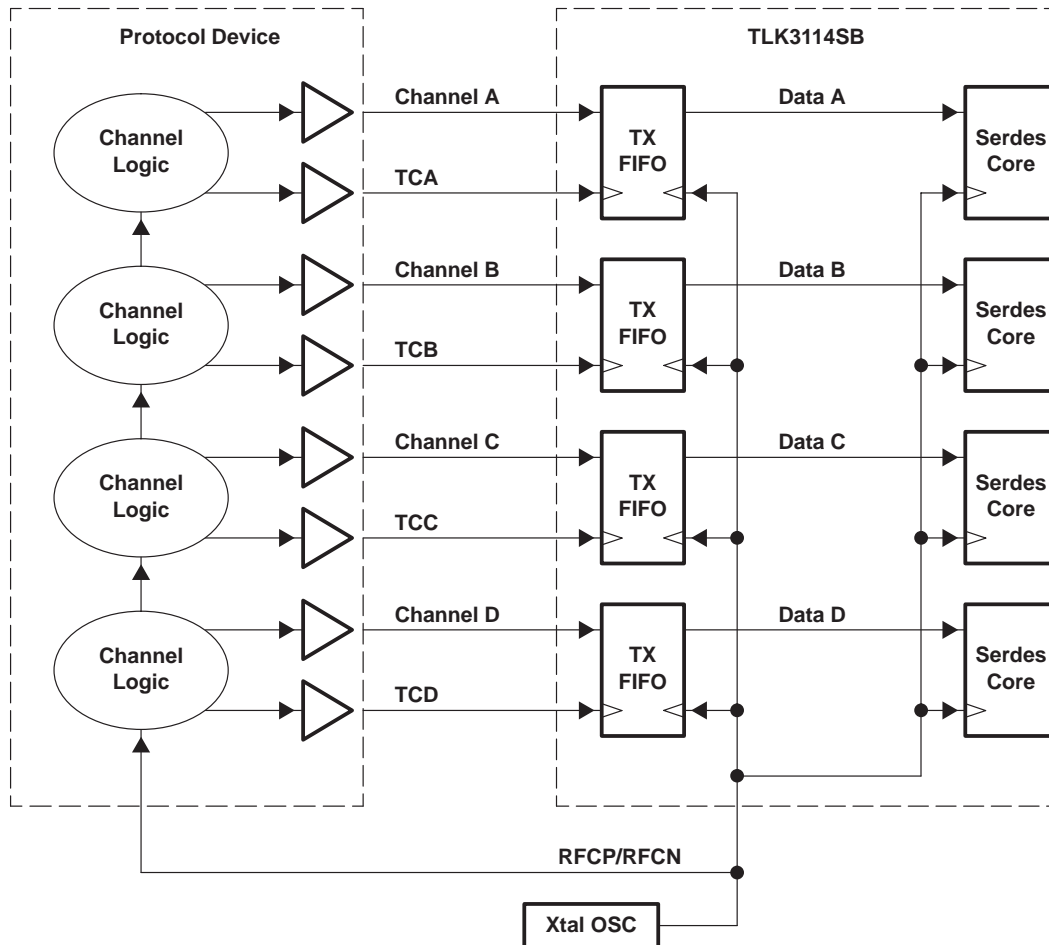 Protocol Device
TLK3114SB
Channel
Logic
Channel A
TCA
TX
FIFO
Data A
Serdes
Core
Channel
Logic
Channel B
TCB
TX
FIFO
Data B
Serdes
Core
Channel
Logic
Channel C
TCC
TX
FIFO
Data C
Serdes
Core
Channel
Logic
Channel D
TCD
TX
FIFO
Data D
Serdes
Core
RFCP/RFCN
Xtal OSC